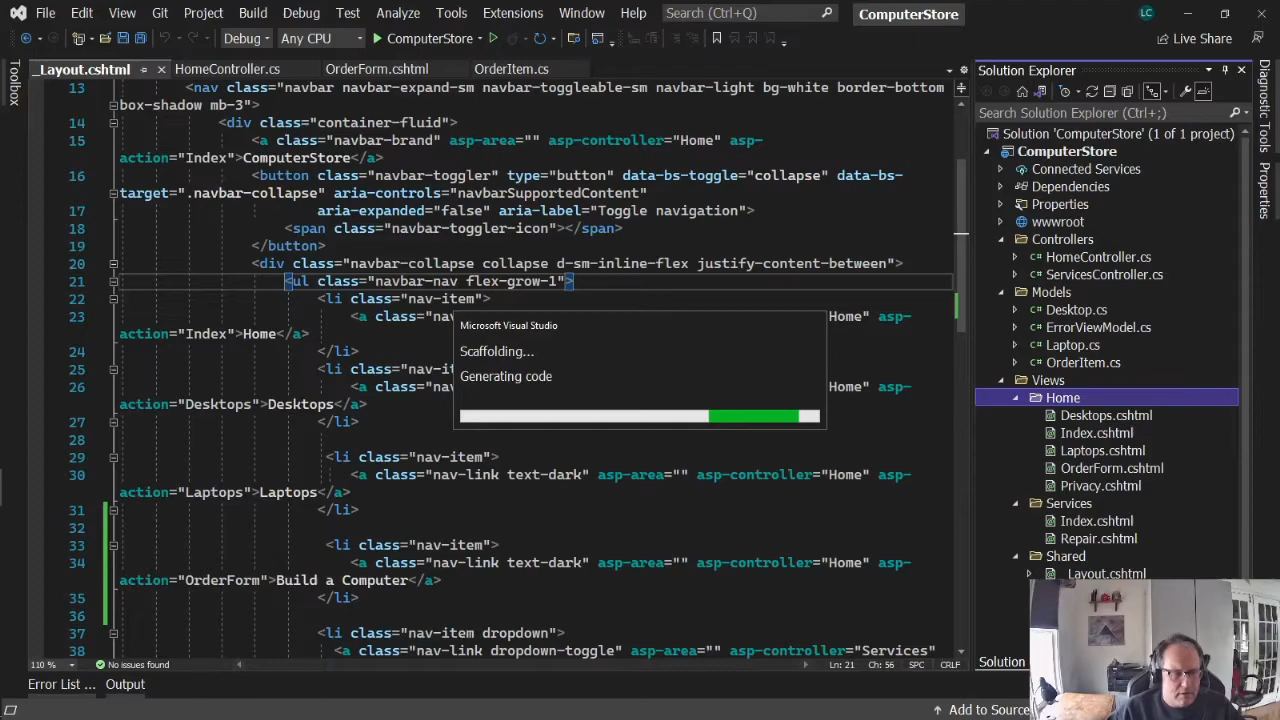 File Edit View Git Project Build Debug Test Analyze Tools Extensions Window Help Search (Ctrl+Q) ComputerStore LC
Debug Any CPU ComputerStore Live Share
Toolbox
_Layout.cshtml HomeController.cs OrderForm.cshtml OrderItem.cs
13 <nav class="navbar navbar-expand-sm navbar-toggleable-sm navbar-light bg-white border-bottom
box-shadow mb-3">
14 <div class="container-fluid">
15 <a class="navbar-brand" asp-area="" asp-controller="Home" asp-
action="Index">ComputerStore</a>
16 <button class="navbar-toggler" type="button" data-bs-toggle="collapse" data-bs-
target=".navbar-collapse" aria-controls="navbarSupportedContent"
17 aria-expanded="false" aria-label="Toggle navigation">
18 <span class="navbar-toggler-icon"></span>
19 </button>
20 <div class="navbar-collapse collapse d-sm-inline-flex justify-content-between">
21 <ul class="navbar-nav flex-grow-1">
22 <li class="nav-item">
23 <a class="nav Home" asp-
action="Index">Home</a>
24 </li>
25 <li class="nav-it
26 <a class="nav Home" asp-
action="Desktops">Desktops</a>
27 </li>
28
29 <li class="nav-item">
30 <a class="nav-link text-dark" asp-area="" asp-controller="Home" asp-
action="Laptops">Laptops</a>
31 </li>
32
33 <li class="nav-item">
34 <a class="nav-link text-dark" asp-area="" asp-controller="Home" asp-
action="OrderForm">Build a Computer</a>
35 </li>
36
37 <li class="nav-item dropdown">
<a class="nav-link dropdown-toggle" asp-area="" asp-controller="Services"
Microsoft Visual Studio
Scaffolding...
Generating code
110 % No issues found Ln: 21 Ch: 56 SPC CRLF
Error List ... Output
Add to Source
Solution Explorer
Search Solution Explorer (Ctrl+;)
Solution 'ComputerStore' (1 of 1 project)
ComputerStore
Connected Services
Dependencies
Properties
wwwroot
Controllers
C# HomeController.cs
C# ServicesController.cs
Models
C# Desktop.cs
C# ErrorViewModel.cs
C# Laptop.cs
C# OrderItem.cs
Views
Home
Desktops.cshtml
Index.cshtml
Laptops.cshtml
OrderForm.cshtml
Privacy.cshtml
Services
Index.cshtml
Repair.cshtml
Shared
_Layout.cshtml
Solution
Diagnostic Tools
Properties